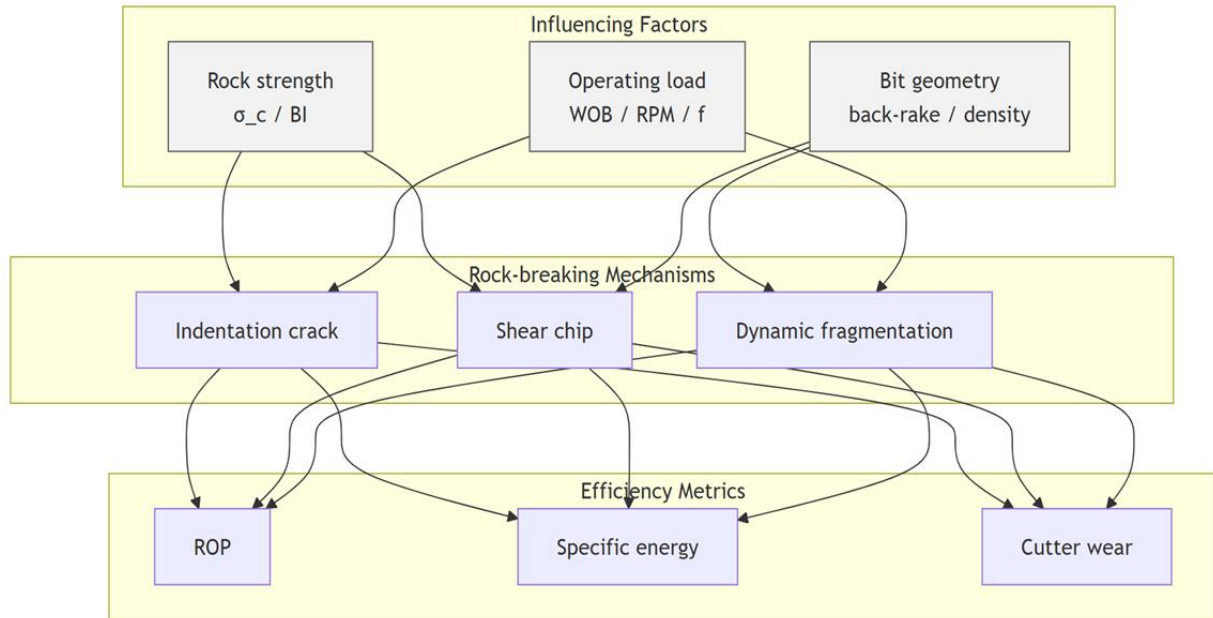 Influencing Factors
Rock strength
σ_c / BI
Operating load
WOB / RPM / f
Bit geometry
back-rake / density
Rock-breaking Mechanisms
Indentation crack
Shear chip
Dynamic fragmentation
Efficiency Metrics
ROP
Specific energy
Cutter wear